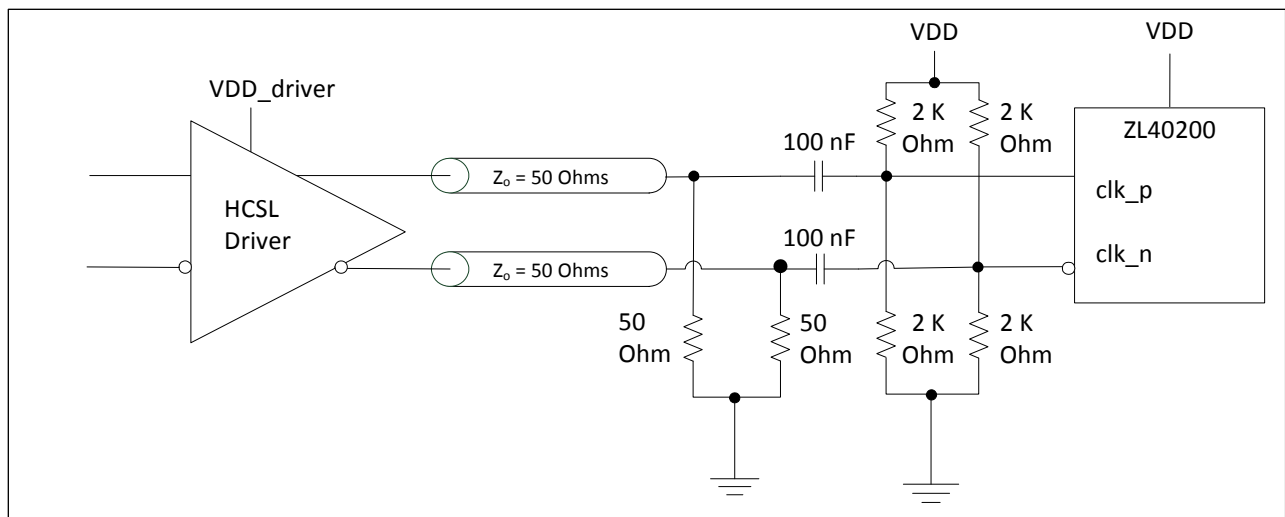 VDD
VDD
VDD_driver
2 K
Ohm
2 K
Ohm
ZL40200
100 nF
Zₒ = 50 Ohms
clk_p
HCSL
Driver
100 nF
clk_n
Zₒ = 50 Ohms
50
Ohm
50
Ohm
2 K
Ohm
2 K
Ohm